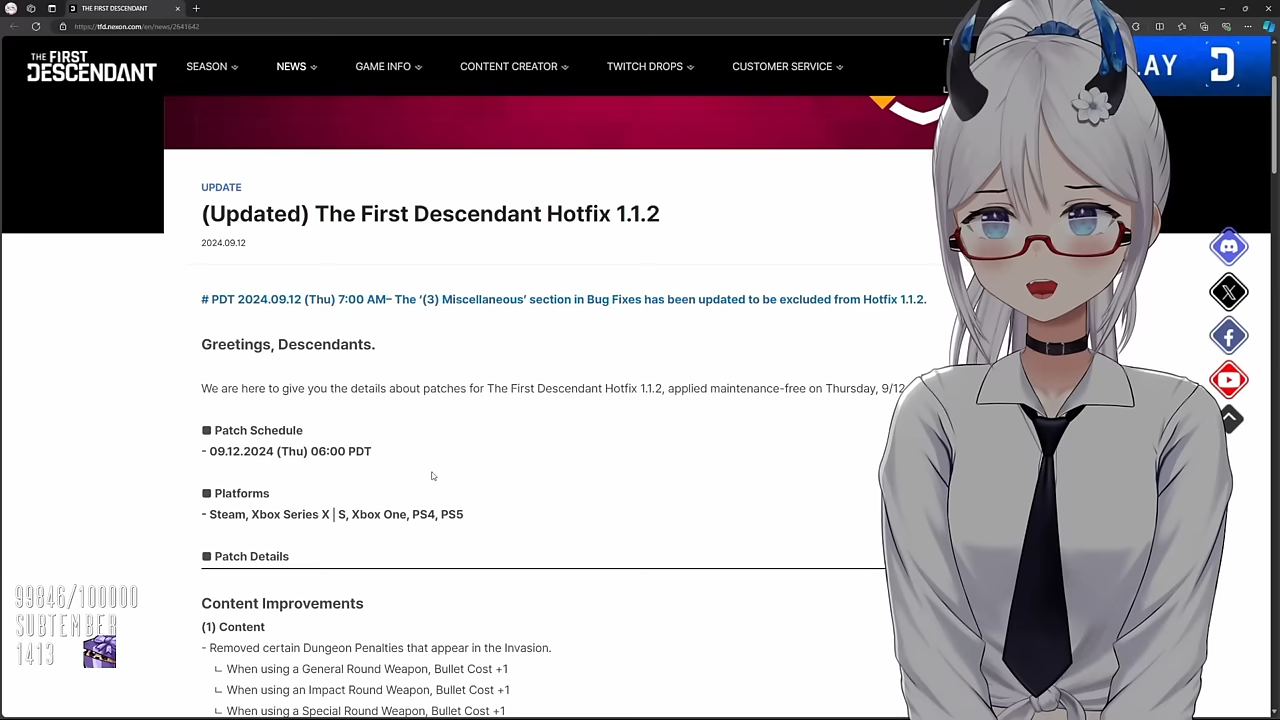 THE FIRST DESCENDANT
https://tfd.nexon.com/en/news/2641642
THE FIRST
DESCENDANT
SEASON
NEWS
GAME INFO
CONTENT CREATOR
TWITCH DROPS
CUSTOMER SERVICE
LAY
UPDATE
(Updated) The First Descendant Hotfix 1.1.2
2024.09.12
# PDT 2024.09.12 (Thu) 7:00 AM– The ‘(3) Miscellaneous’ section in Bug Fixes has been updated to be excluded from Hotfix 1.1.2.
Greetings, Descendants.
We are here to give you the details about patches for The First Descendant Hotfix 1.1.2, applied maintenance-free on Thursday, 9/12
■ Patch Schedule
- 09.12.2024 (Thu) 06:00 PDT
■ Platforms
- Steam, Xbox Series X | S, Xbox One, PS4, PS5
■ Patch Details
Content Improvements
(1) Content
- Removed certain Dungeon Penalties that appear in the Invasion.
ㄴ When using a General Round Weapon, Bullet Cost +1
ㄴ When using an Impact Round Weapon, Bullet Cost +1
ㄴ When using a Special Round Weapon, Bullet Cost +1
99846/100000
SUBTEMBER
1413